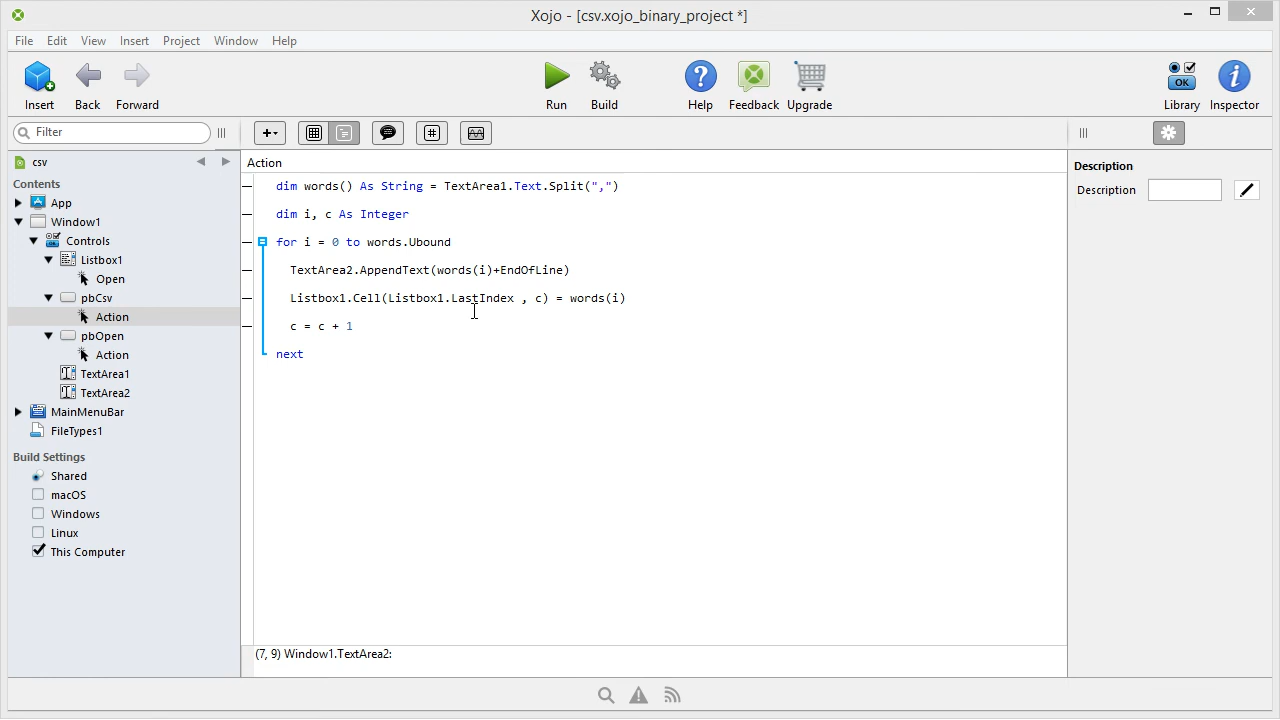 Xojo - [csv.xojo_binary_project *]
File Edit View Insert Project Window Help
Insert Back Forward Run Build Help Feedback Upgrade OK Library Inspector
Filter
csv
Contents
App
Window1
Controls
Listbox1
Open
pbCsv
Action
pbOpen
Action
TextArea1
TextArea2
MainMenuBar
FileTypes1
Build Settings
Shared
macOS
Windows
Linux
This Computer
Action
dim words() As String = TextArea1.Text.Split(",")
dim i, c As Integer
for i = 0 to words.Ubound
TextArea2.AppendText(words(i)+EndOfLine)
Listbox1.Cell(Listbox1.LastIndex , c) = words(i)
c = c + 1
next
(7, 9) Window1.TextArea2:
Description
Description